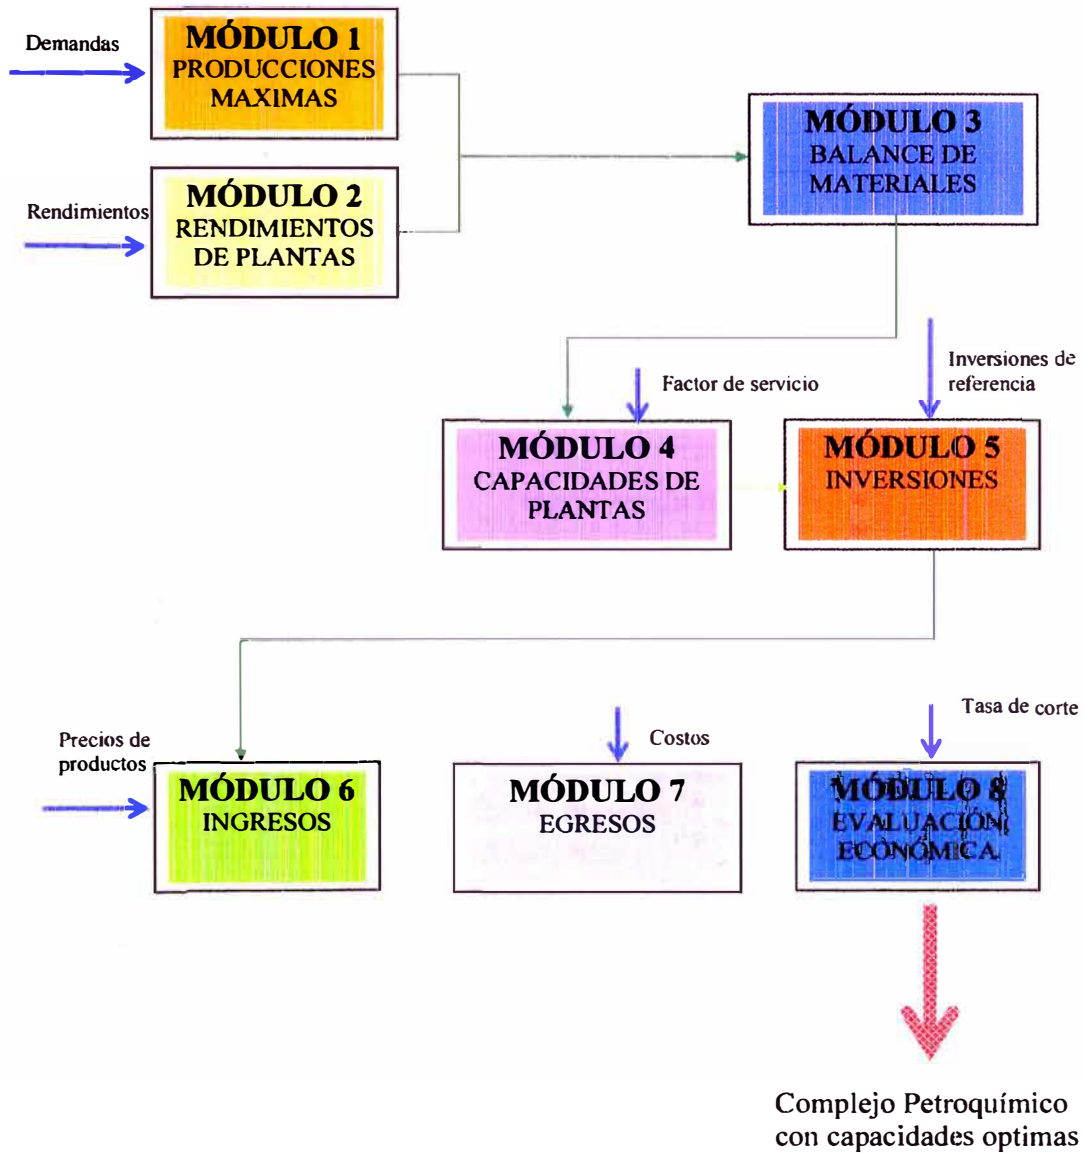 Demandas
MÓDULO 1
PRODUCCIONES
MAXIMAS
Rendimientos
MÓDULO 2
RENDIMIENTOS
DE PLANTAS
MÓDULO 3
BALANCE DE
MATERIALES
Factor de servicio
Inversiones de
referencia
MÓDULO 4
CAPACIDADES DE
PLANTAS
MÓDULO 5
INVERSIONES
Precios de
productos
MÓDULO 6
INGRESOS
Costos
MÓDULO 7
EGRESOS
Tasa de corte
MÓDULO 8
EVALUACIÓN
ECONÓMICA
Complejo Petroquímico
con capacidades optimas